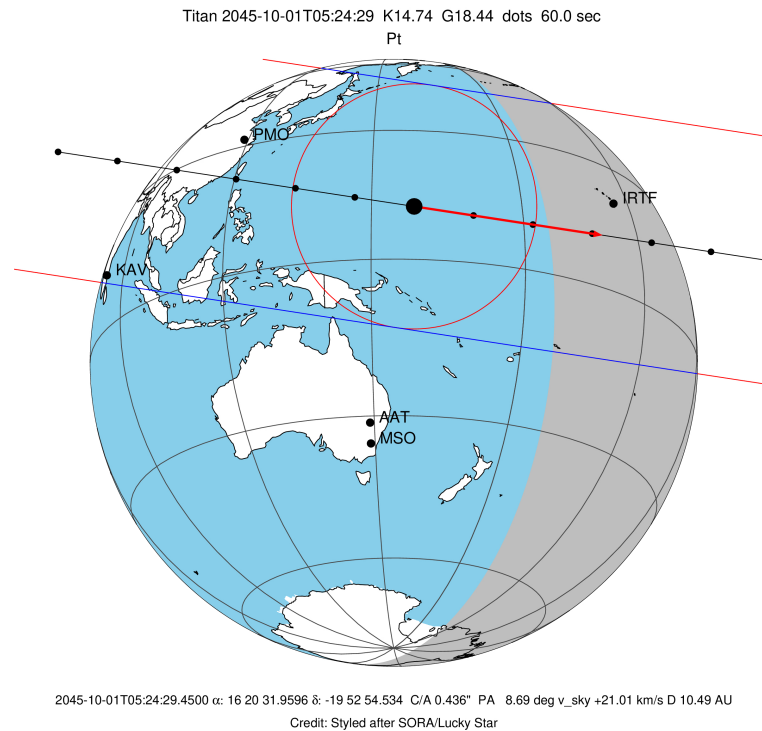 Titan 2045-10-01T05:24:29 K14.74 G18.44 dots 60.0 sec
Pt
PMO
IRTF
KAV
AAT
MSO
2045-10-01T05:24:29.4500 α: 16 20 31.9596 δ: -19 52 54.534 C/A 0.436" PA 8.69 deg v_sky +21.01 km/s D 10.49 AU
Credit: Styled after SORA/Lucky Star